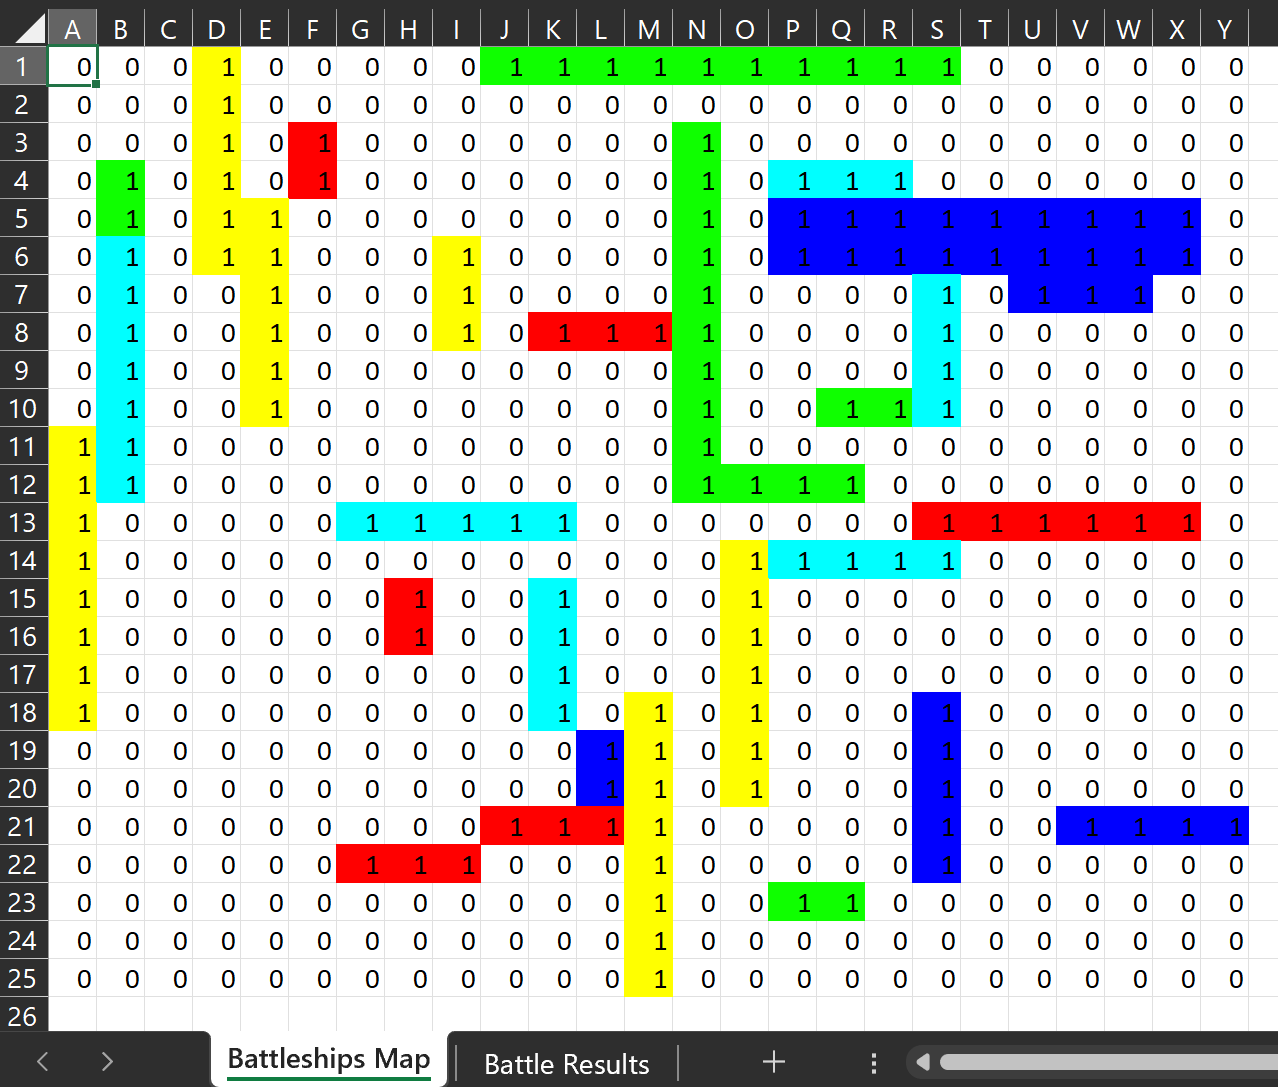 A B C D E F G H I J K L M N O P Q R S T U V W X Y
1 0 0 0 1 0 0 0 0 0 1 1 1 1 1 1 1 1 1 1 0 0 0 0 0 0
2 0 0 0 1 0 0 0 0 0 0 0 0 0 0 0 0 0 0 0 0 0 0 0 0 0
3 0 0 0 1 0 1 0 0 0 0 0 0 0 1 0 0 0 0 0 0 0 0 0 0 0
4 0 1 0 1 0 1 0 0 0 0 0 0 0 1 0 1 1 1 0 0 0 0 0 0 0
5 0 1 0 1 1 0 0 0 0 0 0 0 0 1 0 1 1 1 1 1 1 1 1 1 0
6 0 1 0 1 1 0 0 0 1 0 0 0 0 1 0 1 1 1 1 1 1 1 1 1 0
7 0 1 0 0 1 0 0 0 1 0 0 0 0 1 0 0 0 0 1 0 1 1 1 0 0
8 0 1 0 0 1 0 0 0 1 0 1 1 1 1 0 0 0 0 1 0 0 0 0 0 0
9 0 1 0 0 1 0 0 0 0 0 0 0 0 1 0 0 0 0 1 0 0 0 0 0 0
10 0 1 0 0 1 0 0 0 0 0 0 0 0 1 0 0 1 1 1 0 0 0 0 0 0
11 1 1 0 0 0 0 0 0 0 0 0 0 0 1 0 0 0 0 0 0 0 0 0 0 0
12 1 1 0 0 0 0 0 0 0 0 0 0 0 1 1 1 1 0 0 0 0 0 0 0 0
13 1 0 0 0 0 0 1 1 1 1 1 0 0 0 0 0 0 0 1 1 1 1 1 1 0
14 1 0 0 0 0 0 0 0 0 0 0 0 0 0 1 1 1 1 1 0 0 0 0 0 0
15 1 0 0 0 0 0 0 1 0 0 1 0 0 0 1 0 0 0 0 0 0 0 0 0 0
16 1 0 0 0 0 0 0 1 0 0 1 0 0 0 1 0 0 0 0 0 0 0 0 0 0
17 1 0 0 0 0 0 0 0 0 0 1 0 0 0 1 0 0 0 0 0 0 0 0 0 0
18 1 0 0 0 0 0 0 0 0 0 1 0 1 0 1 0 0 0 1 0 0 0 0 0 0
19 0 0 0 0 0 0 0 0 0 0 0 1 1 0 1 0 0 0 1 0 0 0 0 0 0
20 0 0 0 0 0 0 0 0 0 0 0 1 1 0 1 0 0 0 1 0 0 0 0 0 0
21 0 0 0 0 0 0 0 0 0 1 1 1 1 0 0 0 0 0 1 0 0 1 1 1 1
22 0 0 0 0 0 0 1 1 1 0 0 0 1 0 0 0 0 0 1 0 0 0 0 0 0
23 0 0 0 0 0 0 0 0 0 0 0 0 1 0 0 1 1 0 0 0 0 0 0 0 0
24 0 0 0 0 0 0 0 0 0 0 0 0 1 0 0 0 0 0 0 0 0 0 0 0 0
25 0 0 0 0 0 0 0 0 0 0 0 0 1 0 0 0 0 0 0 0 0 0 0 0 0
26
Battleships Map Battle Results